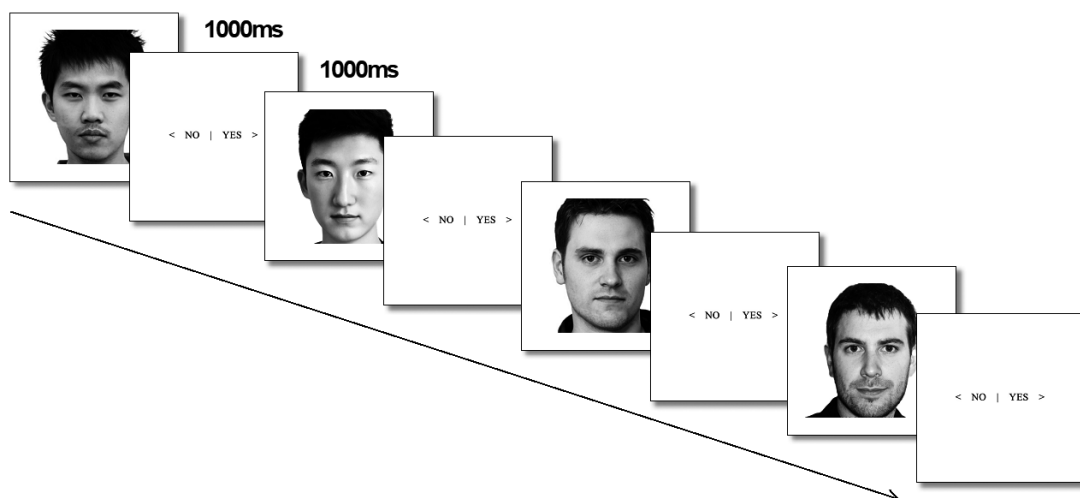 1000ms
< NO | YES >
1000ms
< NO | YES >
< NO | YES >
< NO | YES >